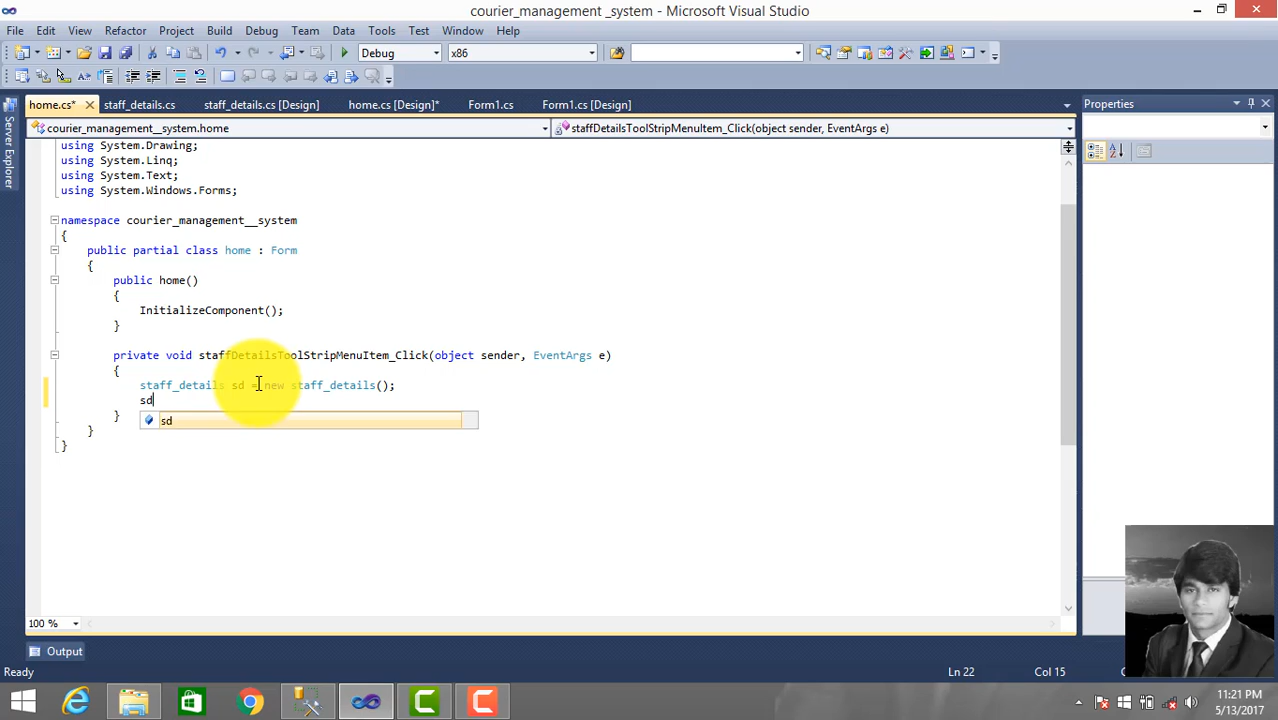 courier_management _system - Microsoft Visual Studio
File Edit View Refactor Project Build Debug Team Data Tools Test Window Help
Debug x86
home.cs* staff_details.cs staff_details.cs [Design] home.cs [Design]* Form1.cs Form1.cs [Design] Properties
courier_management__system.home staffDetailsToolStripMenuItem_Click(object sender, EventArgs e)
Server Explorer
using System.Drawing;
using System.Linq;
using System.Text;
using System.Windows.Forms;
namespace courier_management__system
{
public partial class home : Form
{
public home()
{
InitializeComponent();
}
private void staffDetailsToolStripMenuItem_Click(object sender, EventArgs e)
{
staff_details sd = new staff_details();
sd
}
sd
}
}
100 %
Output
Ready Ln 22 Col 15
11:21 PM
5/13/2017